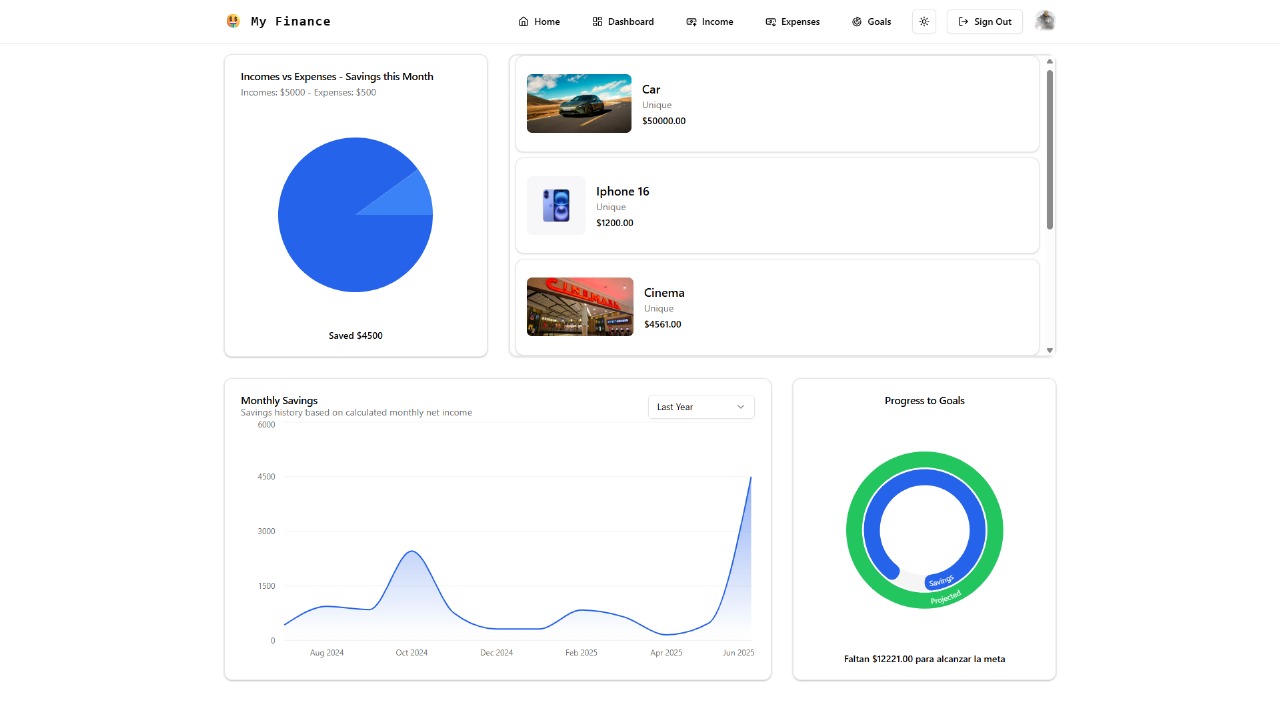 My Finance
Home
Dashboard
Income
Expenses
Goals
Sign Out
Incomes vs Expenses - Savings this Month
Incomes: $5000 - Expenses: $500
Saved $4500
Car
Unique
$50000.00
Iphone 16
Unique
$1200.00
CINEMARK
Cinema
Unique
$4561.00
Monthly Savings
Savings history based on calculated monthly net income
Last Year
6000
4500
3000
1500
0
Aug 2024
Oct 2024
Dec 2024
Feb 2025
Apr 2025
Jun 2025
Progress to Goals
Savings
Projected
Faltan $12221.00 para alcanzar la meta